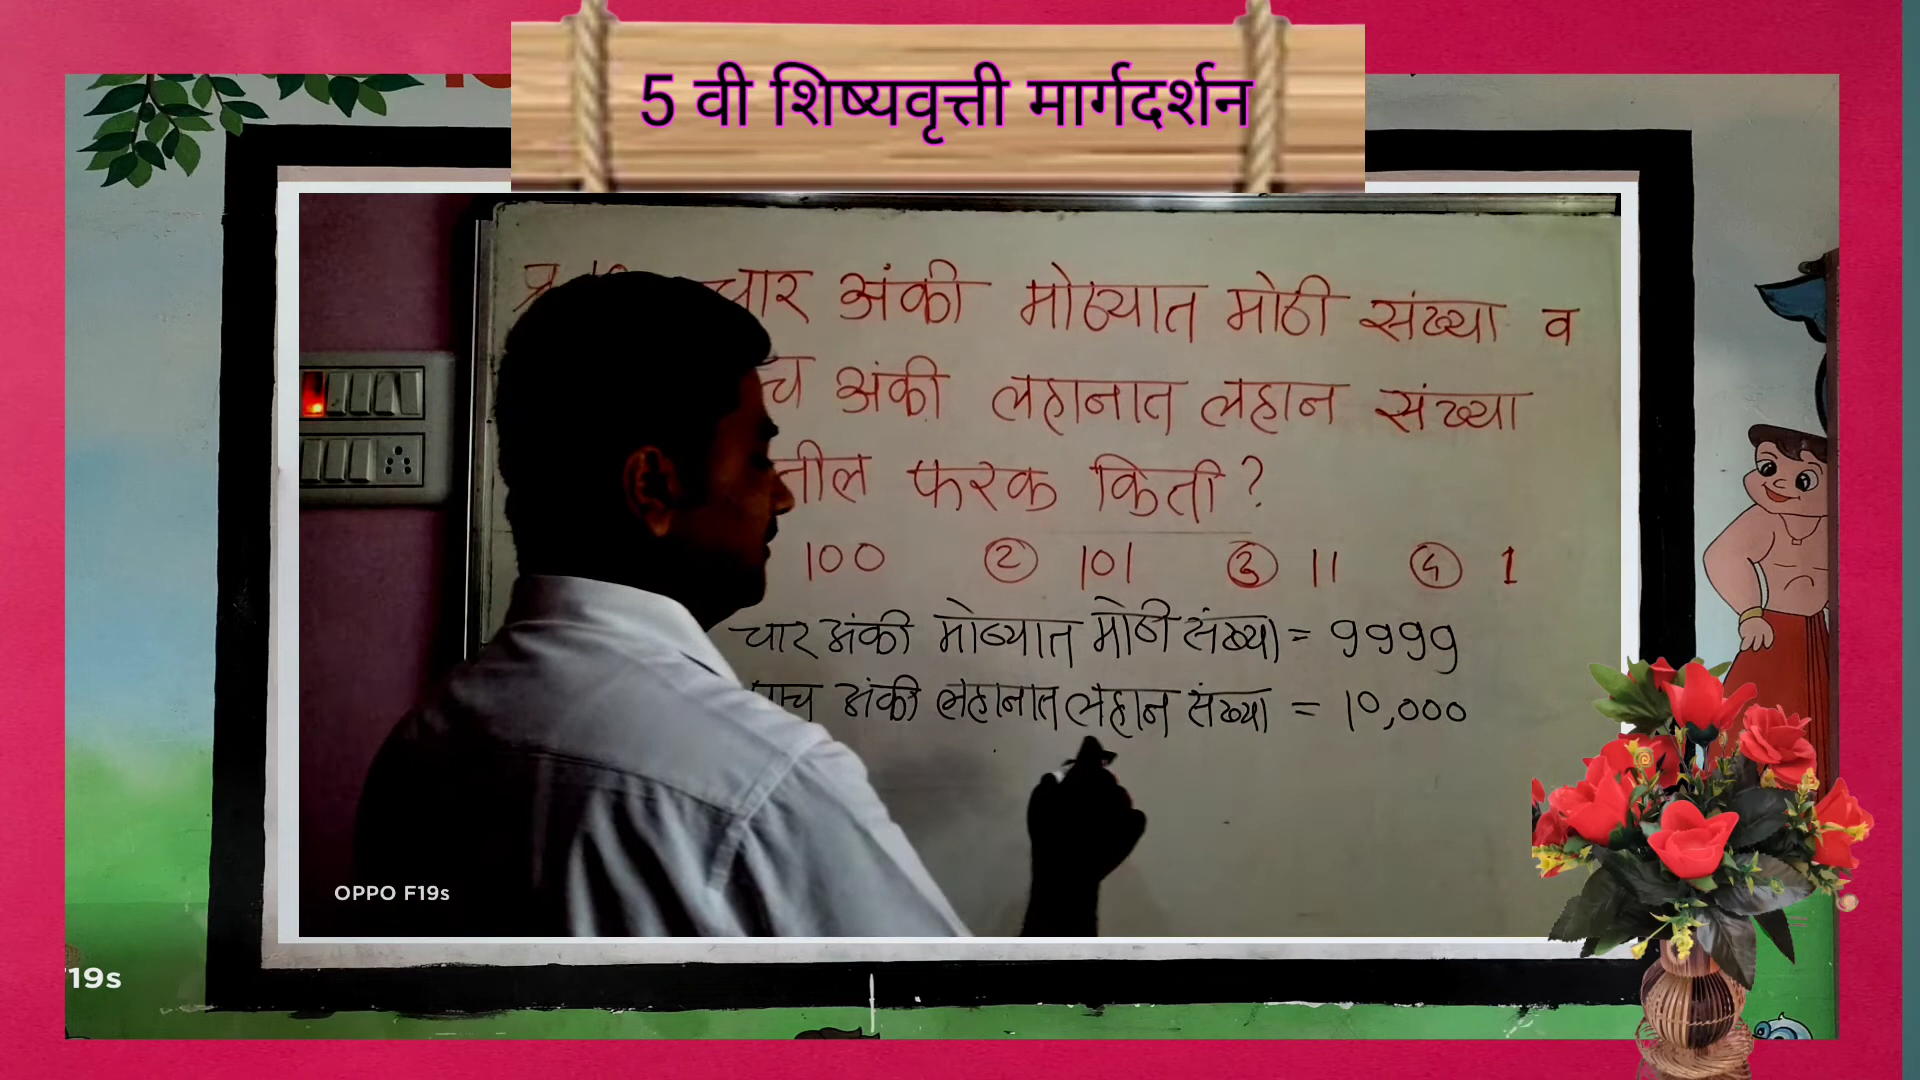 5 वी शिष्यवृत्ती मार्गदर्शन
चार अंकी मोठ्यात मोठी संख्या व
अंकी लहानात लहान संख्या
फरक किती?
100 ② 101 ③ 11 ④ 1
चार अंकी मोठ्यात मोठी संख्या = 9999
अंकी लहानात लहान संख्या = 10,000
OPPO F19s